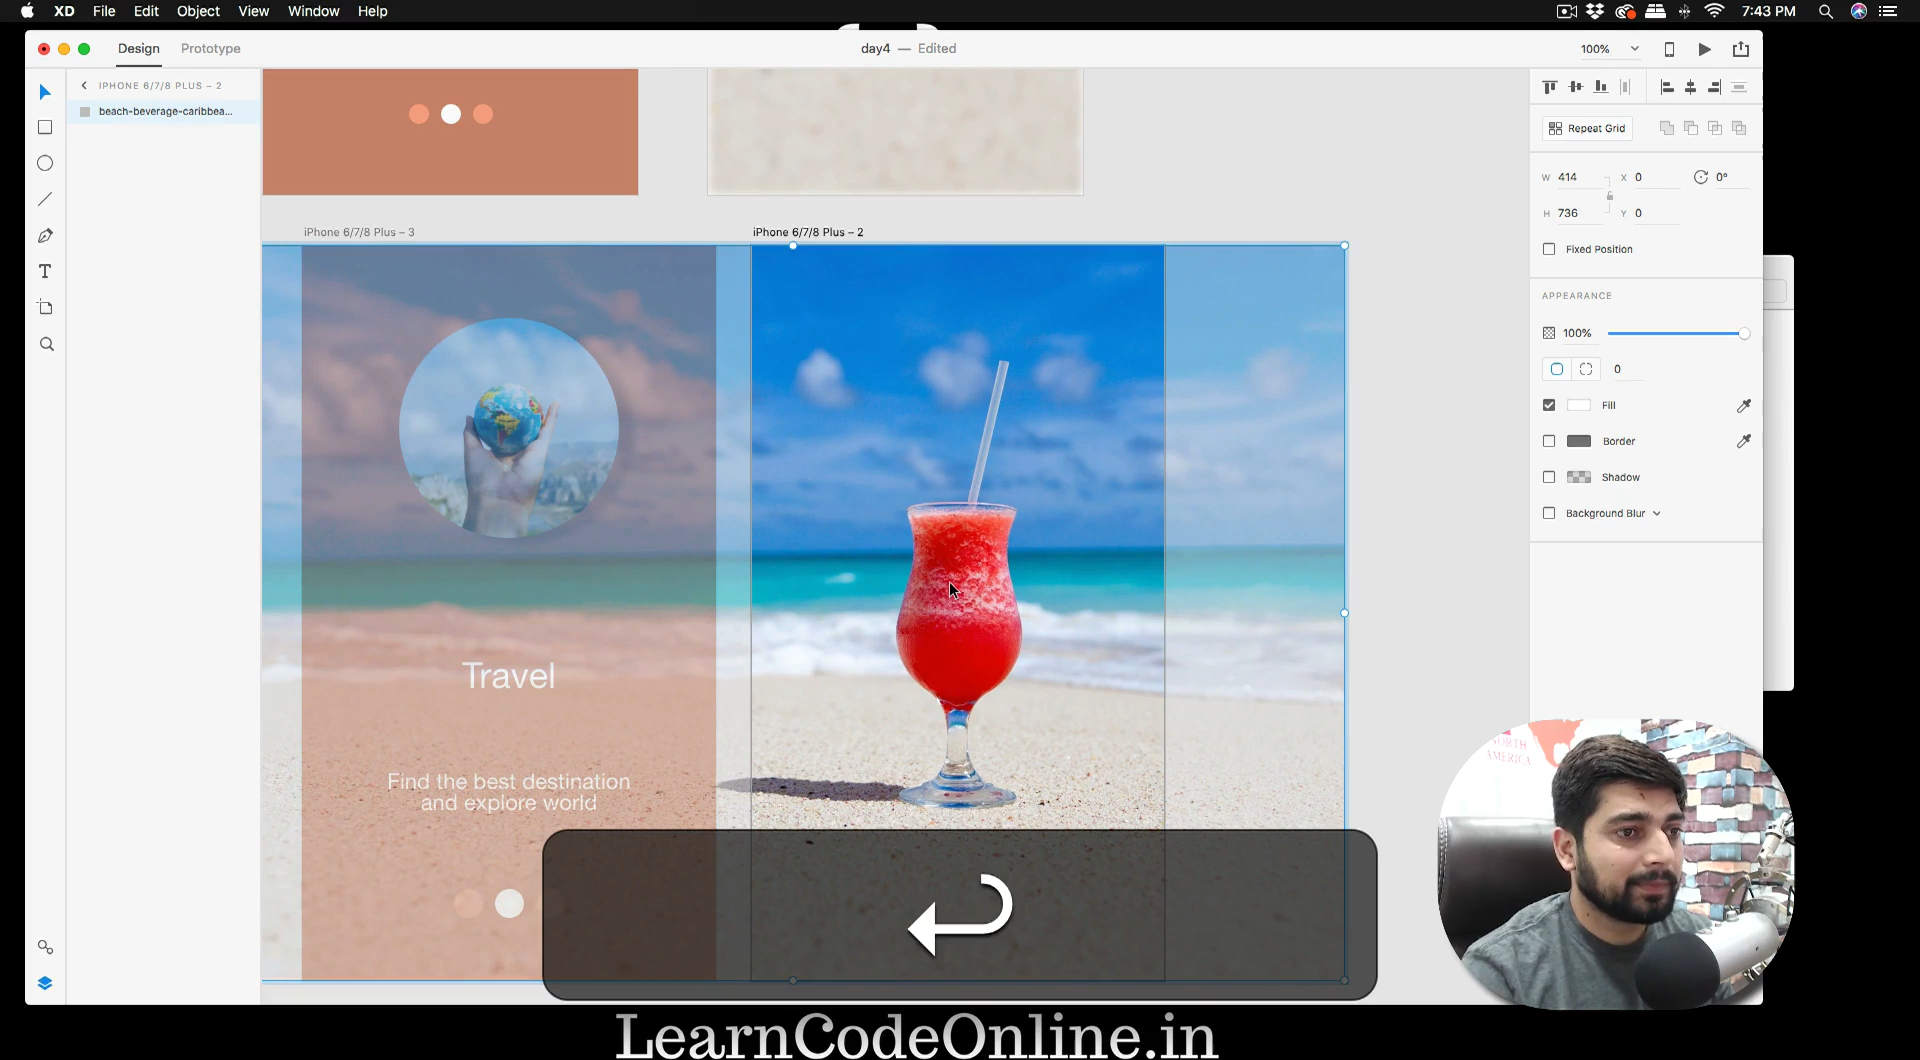 XD File Edit Object View Window Help
7:43 PM
Design Prototype
day4 — Edited
100%
IPHONE 6/7/8 PLUS – 2
beach-beverage-caribbea...
Repeat Grid
W 414 X 0 0°
H 736 Y 0
iPhone 6/7/8 Plus – 3
iPhone 6/7/8 Plus – 2
Fixed Position
APPEARANCE
100%
0
Fill
Border
Shadow
Background Blur
Travel
Find the best destination
and explore world
NORTH
AMERICA
LearnCodeOnline.in